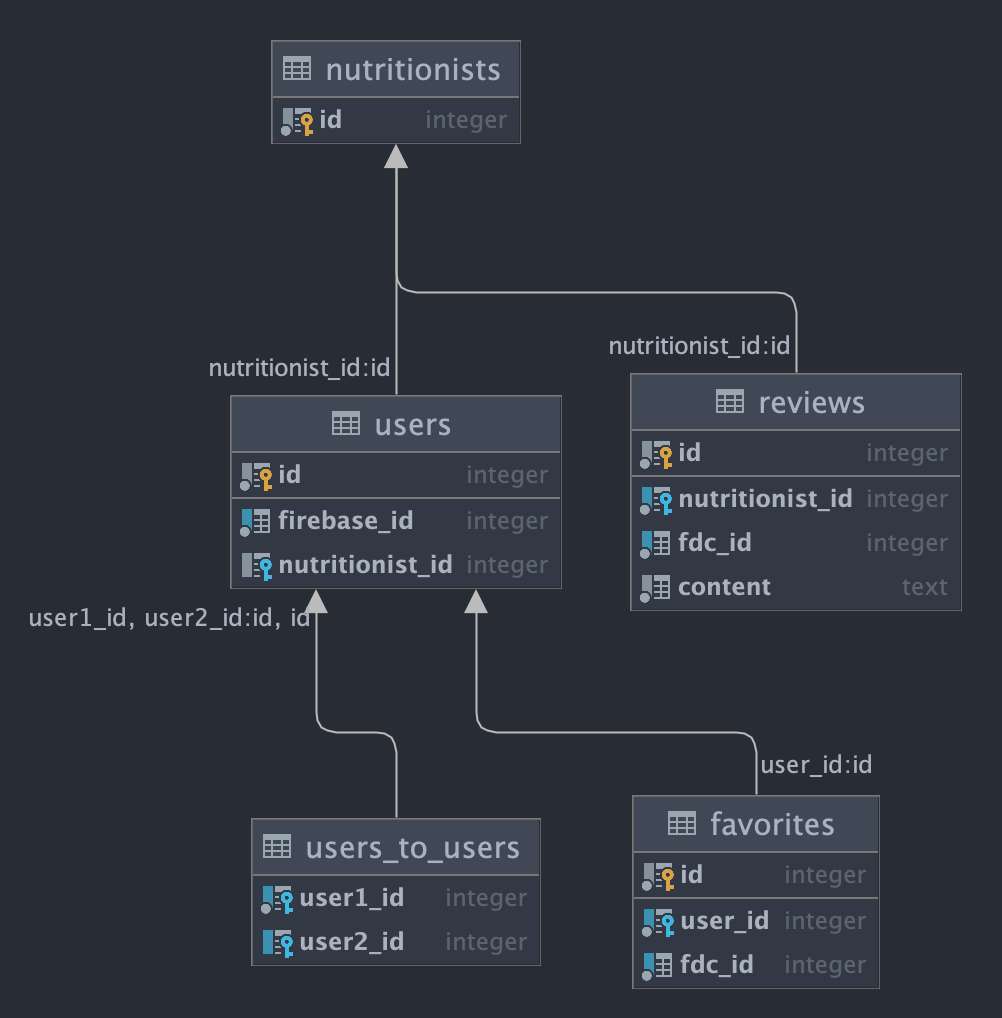 nutritionists
id integer
nutritionist_id:id
nutritionist_id:id
users
id integer
firebase_id integer
nutritionist_id integer
reviews
id integer
nutritionist_id integer
fdc_id integer
content text
user1_id, user2_id:id, id
user_id:id
users_to_users
user1_id integer
user2_id integer
favorites
id integer
user_id integer
fdc_id integer